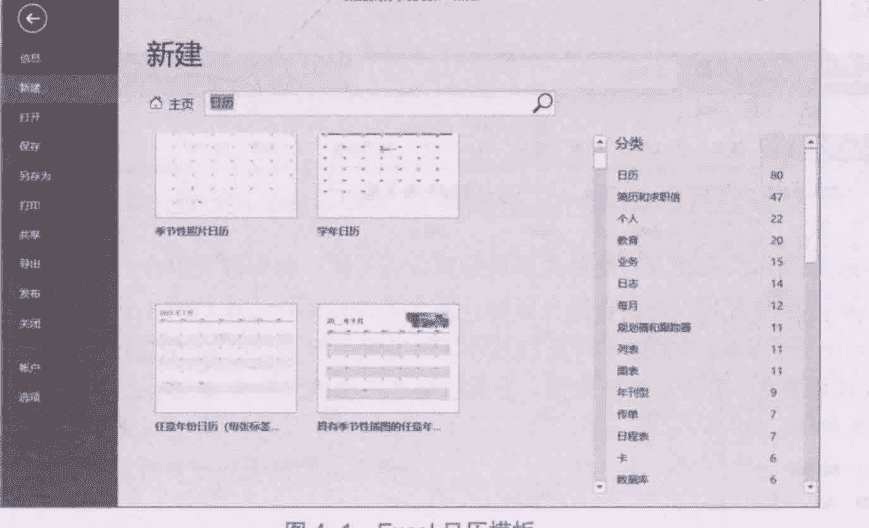 信息
新建
打开
保存
另存为
打印
共享
导出
发布
关闭
帐户
选项
新建
主页 日历
季节性照片日历
学年日历
任意年份日历（每张标签...
具有季节性插图的任意年...
分类
日历 80
简历和求职信 47
个人 22
教育 20
业务 15
日志 14
每月 12
规划器和跟踪器 11
列表 11
图表 11
年刊型 9
传单 7
日程表 7
卡 6
数据库 6
图 4-1 Excel 日历模板